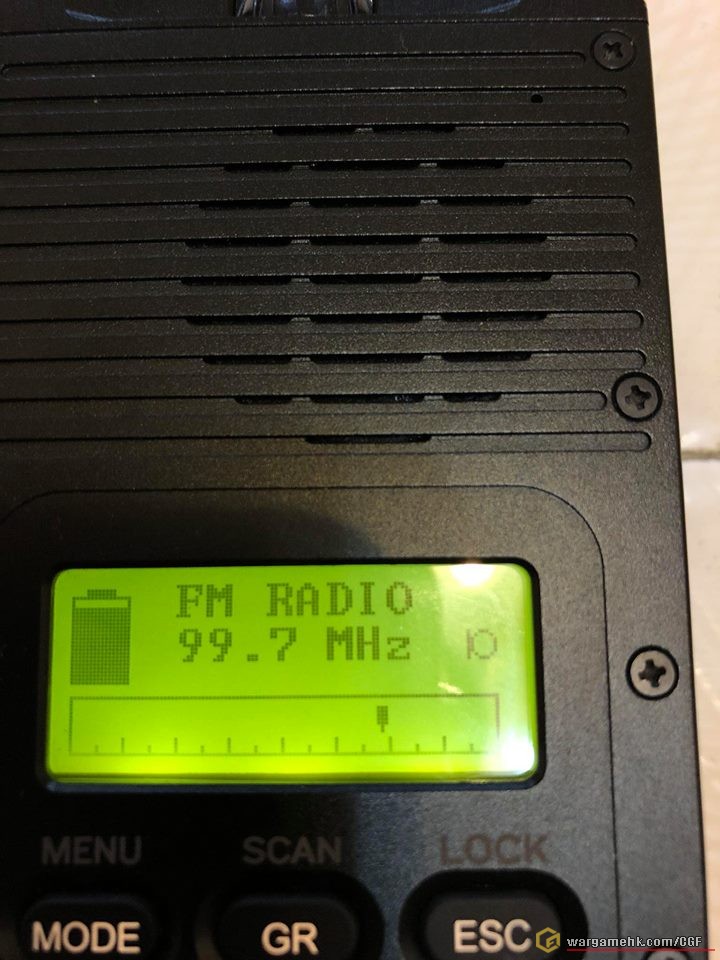 FM RADIO
99.7 MHz
MENU SCAN LOCK
MODE GR ESC
wargamehk.com/CGF